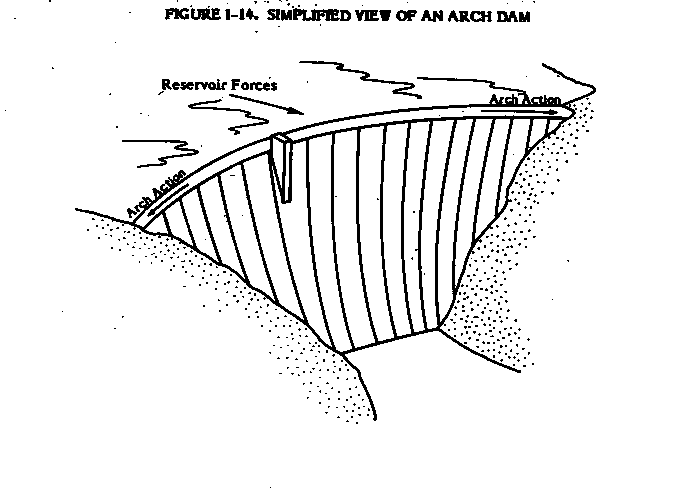 FIGURE 1-14. SIMPLIFIED VIEW OF AN ARCH DAM
Reservoir Forces
Arch Action
Arch Action